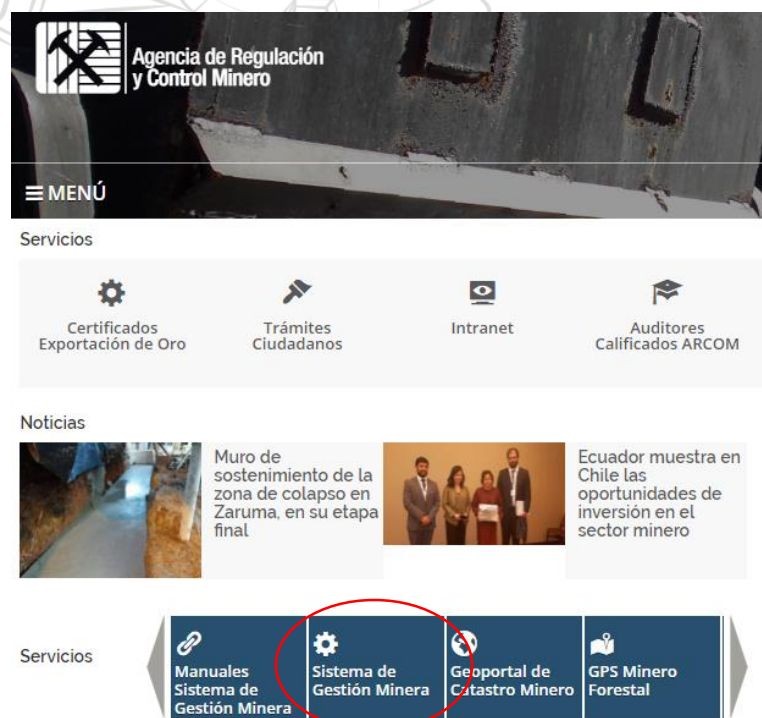 Agencia de Regulación
y Control Minero
MENÚ
Servicios
Certificados
Exportación de Oro
Trámites
Ciudadanos
Intranet
Auditores
Calificados ARCOM
Noticias
Muro de
sostenimiento de la
zona de colapso en
Zaruma, en su etapa
final
Ecuador muestra en
Chile las
oportunidades de
inversión en el
sector minero
Servicios
Manuales
Sistema de
Gestión Minera
Sistema de
Gestión Minera
Geoportal de
Catastro Minero
GPS Minero
Forestal